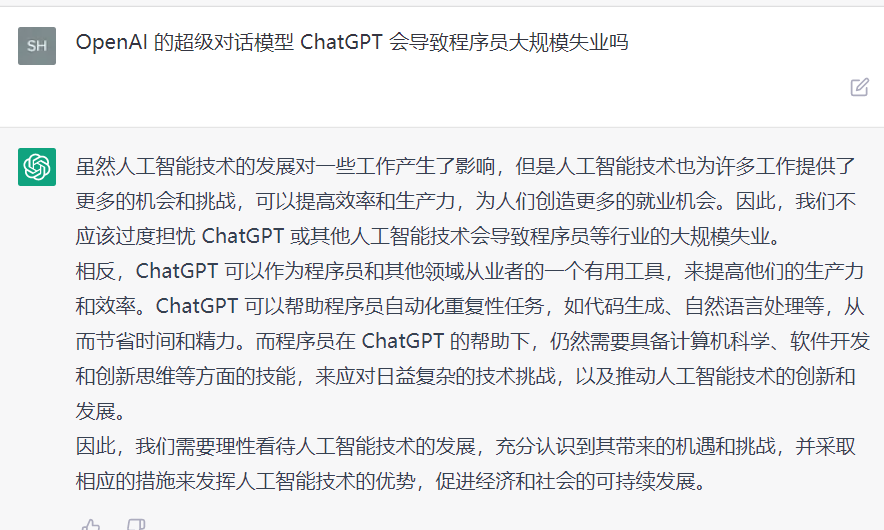 SH
OpenAI 的超级对话模型 ChatGPT 会导致程序员大规模失业吗
虽然人工智能技术的发展对一些工作产生了影响，但是人工智能技术也为许多工作提供了
更多的机会和挑战，可以提高效率和生产力，为人们创造更多的就业机会。因此，我们不
应该过度担忧 ChatGPT 或其他人工智能技术会导致程序员等行业的大规模失业。
相反，ChatGPT 可以作为程序员和其他领域从业者的一个有用工具，来提高他们的生产力
和效率。ChatGPT 可以帮助程序员自动化重复性任务，如代码生成、自然语言处理等，从
而节省时间和精力。而程序员在 ChatGPT 的帮助下，仍然需要具备计算机科学、软件开发
和创新思维等方面的技能，来应对日益复杂的技术挑战，以及推动人工智能技术的创新和
发展。
因此，我们需要理性看待人工智能技术的发展，充分认识到其带来的机遇和挑战，并采取
相应的措施来发挥人工智能技术的优势，促进经济和社会的可持续发展。